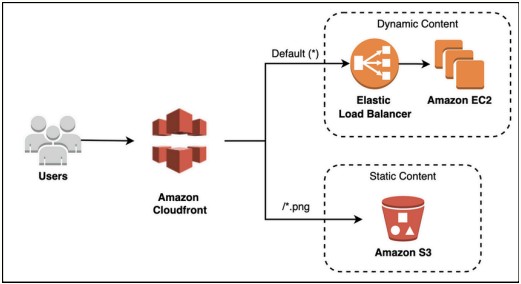 Dynamic Content
Default (*)
Elastic
Load Balancer
Amazon EC2
Users
Amazon
Cloudfront
Static Content
/*.png
Amazon S3